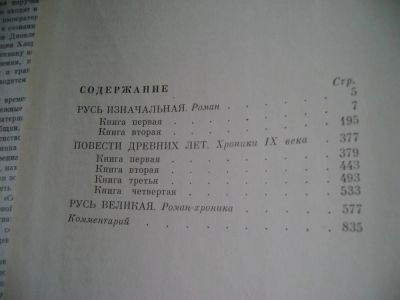 СОДЕРЖАНИЕ
Стр.
РУСЬ ИЗНАЧАЛЬНАЯ. Роман . . . . . 5
Книга первая . . . . . . . 7
Книга вторая . . . . . . . 195
ПОВЕСТИ ДРЕВНИХ ЛЕТ. Хроники IX века . 377
Книга первая . . . . . . . 379
Книга вторая . . . . . . . 443
Книга третья . . . . . . . 493
Книга четвертая . . . . . . 533
РУСЬ ВЕЛИКАЯ. Роман-хроника . . . . 577
Комментарий . . . . . . . 835